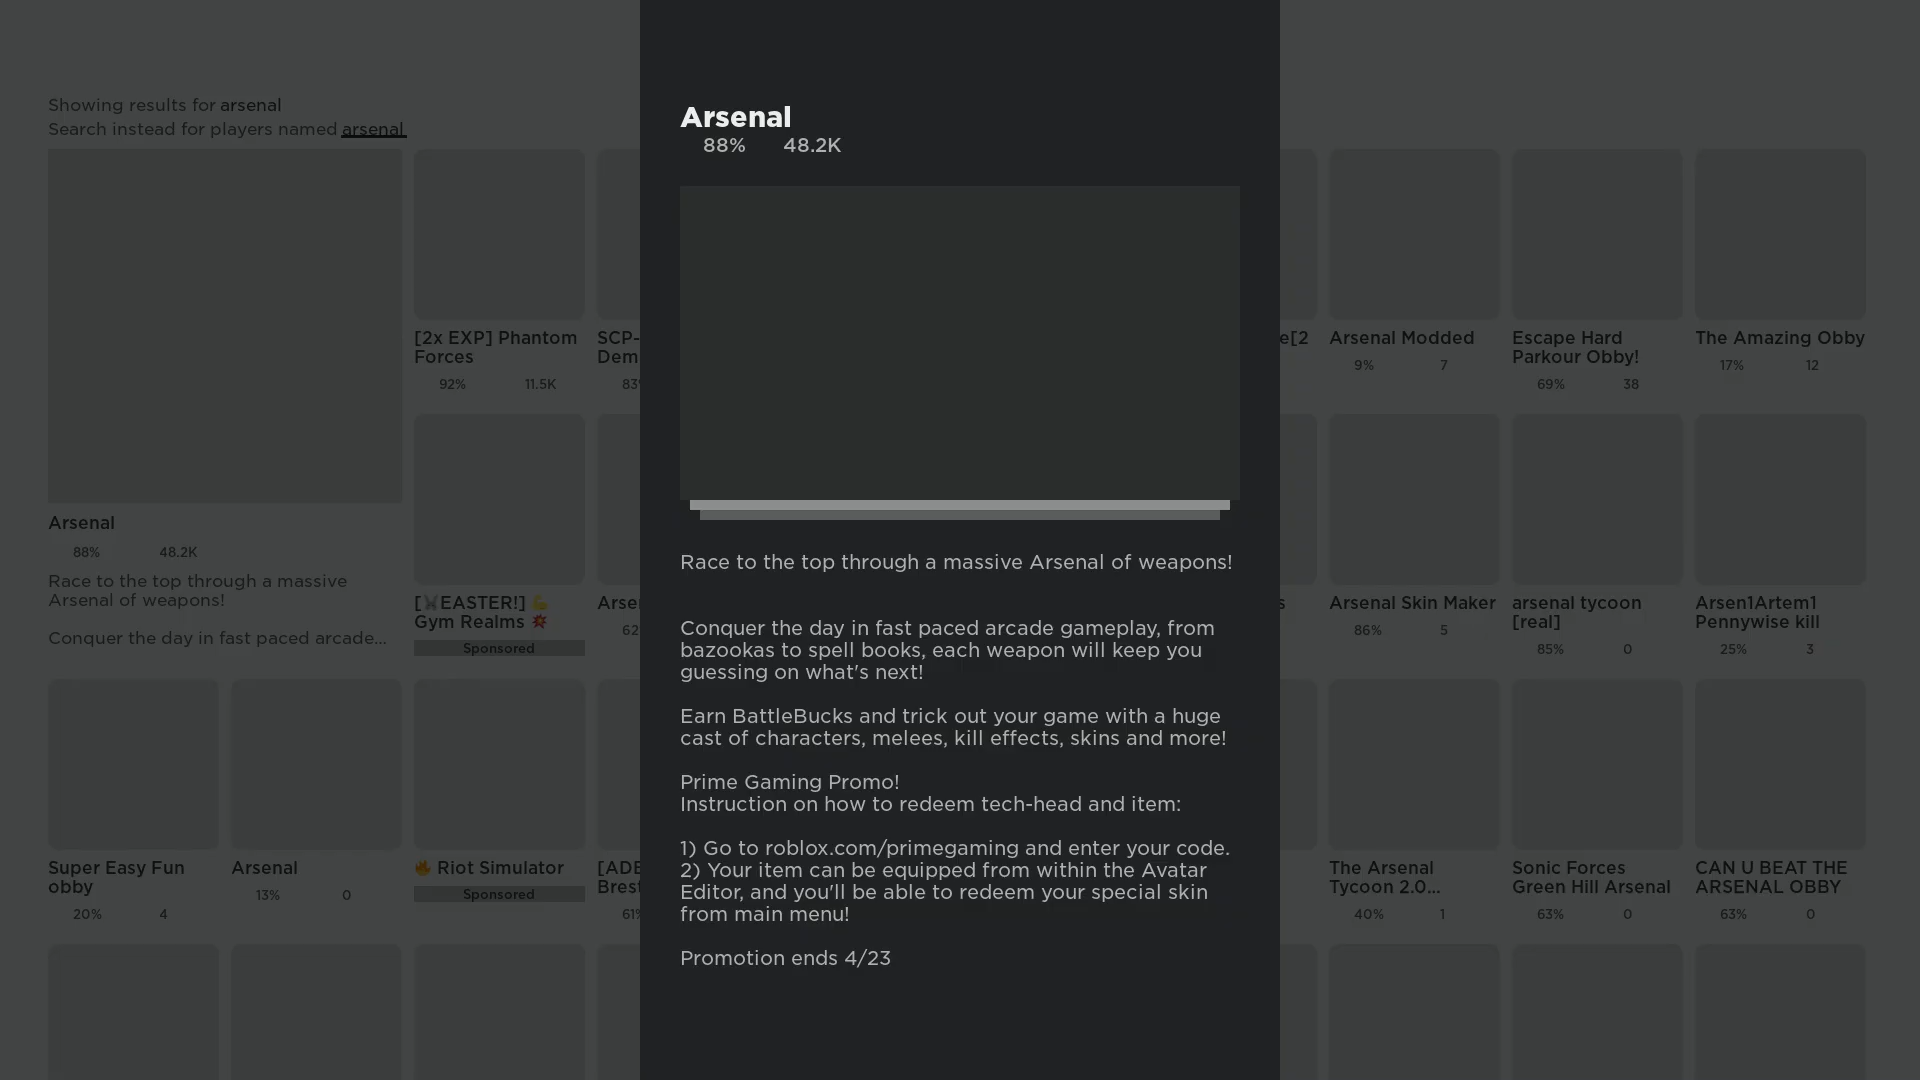 Showing results for arsenal
Search instead for players named arsenal
Arsenal
88% 48.2K
Race to the top through a massive
Arsenal of weapons!
Conquer the day in fast paced arcade...
[2x EXP] Phantom
Forces
92% 11.5K
SCP-
Dem
83
[⚔EASTER!] 💪
Gym Realms 💥
Sponsored
Arse
62
Super Easy Fun
obby
20% 4
Arsenal
13% 0
🔥 Riot Simulator
Sponsored
[ADE
Brest
61%
Arsenal
88% 48.2K
Race to the top through a massive Arsenal of weapons!
Conquer the day in fast paced arcade gameplay, from
bazookas to spell books, each weapon will keep you
guessing on what's next!
Earn BattleBucks and trick out your game with a huge
cast of characters, melees, kill effects, skins and more!
Prime Gaming Promo!
Instruction on how to redeem tech-head and item:
1) Go to roblox.com/primegaming and enter your code.
2) Your item can be equipped from within the Avatar
Editor, and you'll be able to redeem your special skin
from main menu!
Promotion ends 4/23
e[2
Arsenal Modded
9% 7
Escape Hard
Parkour Obby!
69% 38
The Amazing Obby
17% 12
s
Arsenal Skin Maker
86% 5
arsenal tycoon
[real]
85% 0
Arsen1Artem1
Pennywise kill
25% 3
The Arsenal
Tycoon 2.0...
40% 1
Sonic Forces
Green Hill Arsenal
63% 0
CAN U BEAT THE
ARSENAL OBBY
63% 0